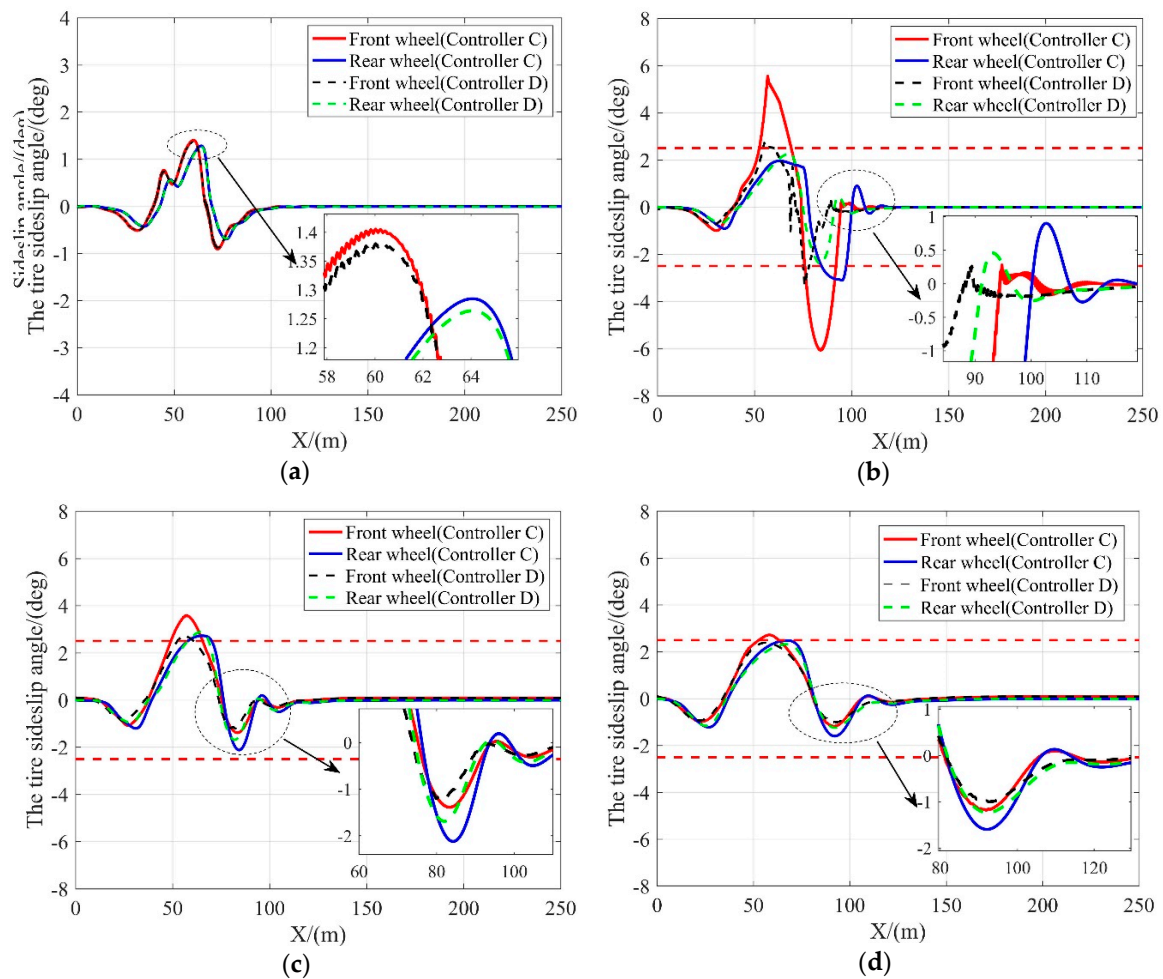 4
3
2
1
0
-1
-2
-3
-4
Sideslip angle/(deg)
The tire sideslip angle/(deg)
Front wheel(Controller C)
Rear wheel(Controller C)
Front wheel(Controller D)
Rear wheel(Controller D)
1.4
1.35
1.3
1.25
1.2
58 60 62 64
0 50 100 150 200 250
X/(m)
(a)
8
6
4
2
0
-2
-4
-6
-8
The tire sideslip angle/(deg)
Front wheel(Controller C)
Rear wheel(Controller C)
Front wheel(Controller D)
Rear wheel(Controller D)
1
0.5
0
-0.5
-1
90 100 110
0 50 100 150 200 250
X/(m)
(b)
8
6
4
2
0
-2
-4
-6
-8
The tire sideslip angle/(deg)
Front wheel(Controller C)
Rear wheel(Controller C)
Front wheel(Controller D)
Rear wheel(Controller D)
0
-1
-2
60 80 100
0 50 100 150 200 250
X/(m)
(c)
8
6
4
2
0
-2
-4
-6
-8
The tire sideslip angle/(deg)
Front wheel(Controller C)
Rear wheel(Controller C)
Front wheel(Controller D)
Rear wheel(Controller D)
1
0
-1
-2
80 100 120
0 50 100 150 200 250
X/(m)
(d)